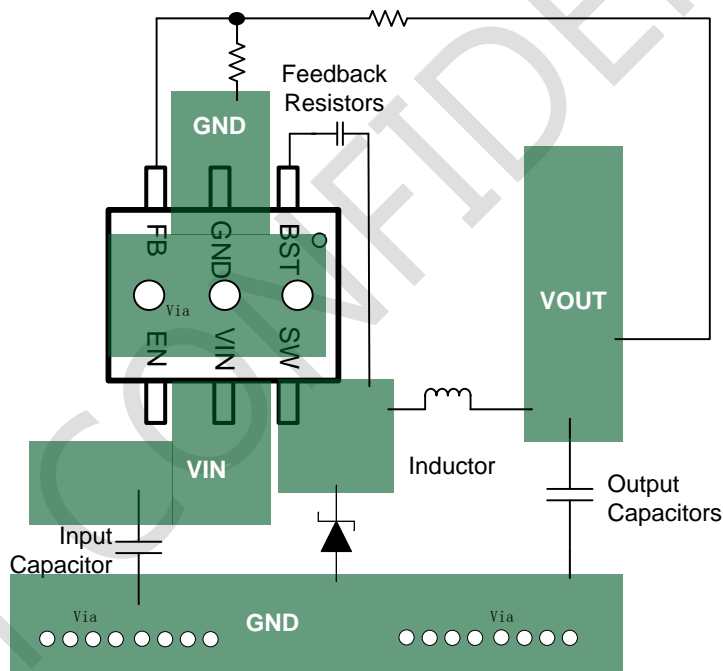 Feedback
Resistors
GND
FB
GND
BST
Via
EN
VIN
SW
VOUT
VIN
Inductor
Output
Capacitors
Input
Capacitor
Via
GND
Via